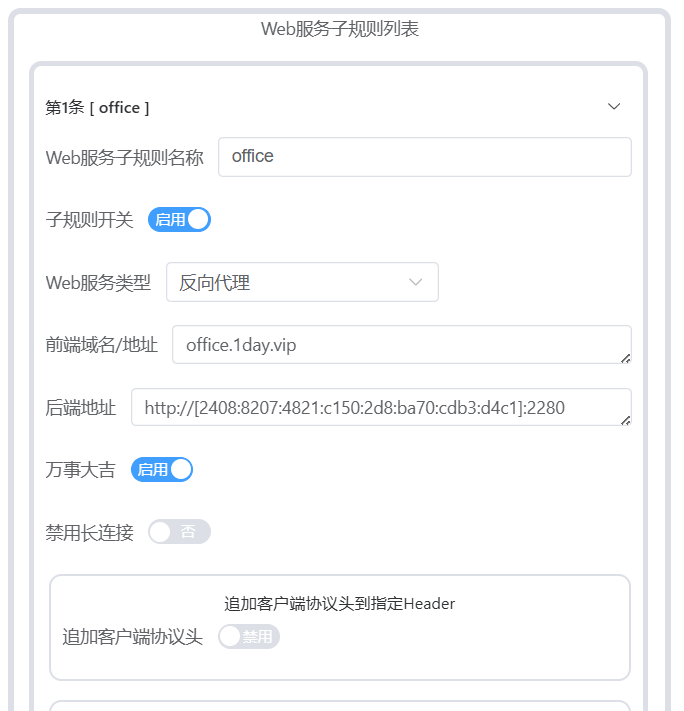 Web服务子规则列表
第1条 [ office ]
Web服务子规则名称 office
子规则开关 启用
Web服务类型 反向代理
前端域名/地址 office.1day.vip
后端地址 http://[2408:8207:4821:c150:2d8:ba70:cdb3:d4c1]:2280
万事大吉 启用
禁用长连接 否
追加客户端协议头到指定Header
追加客户端协议头 禁用